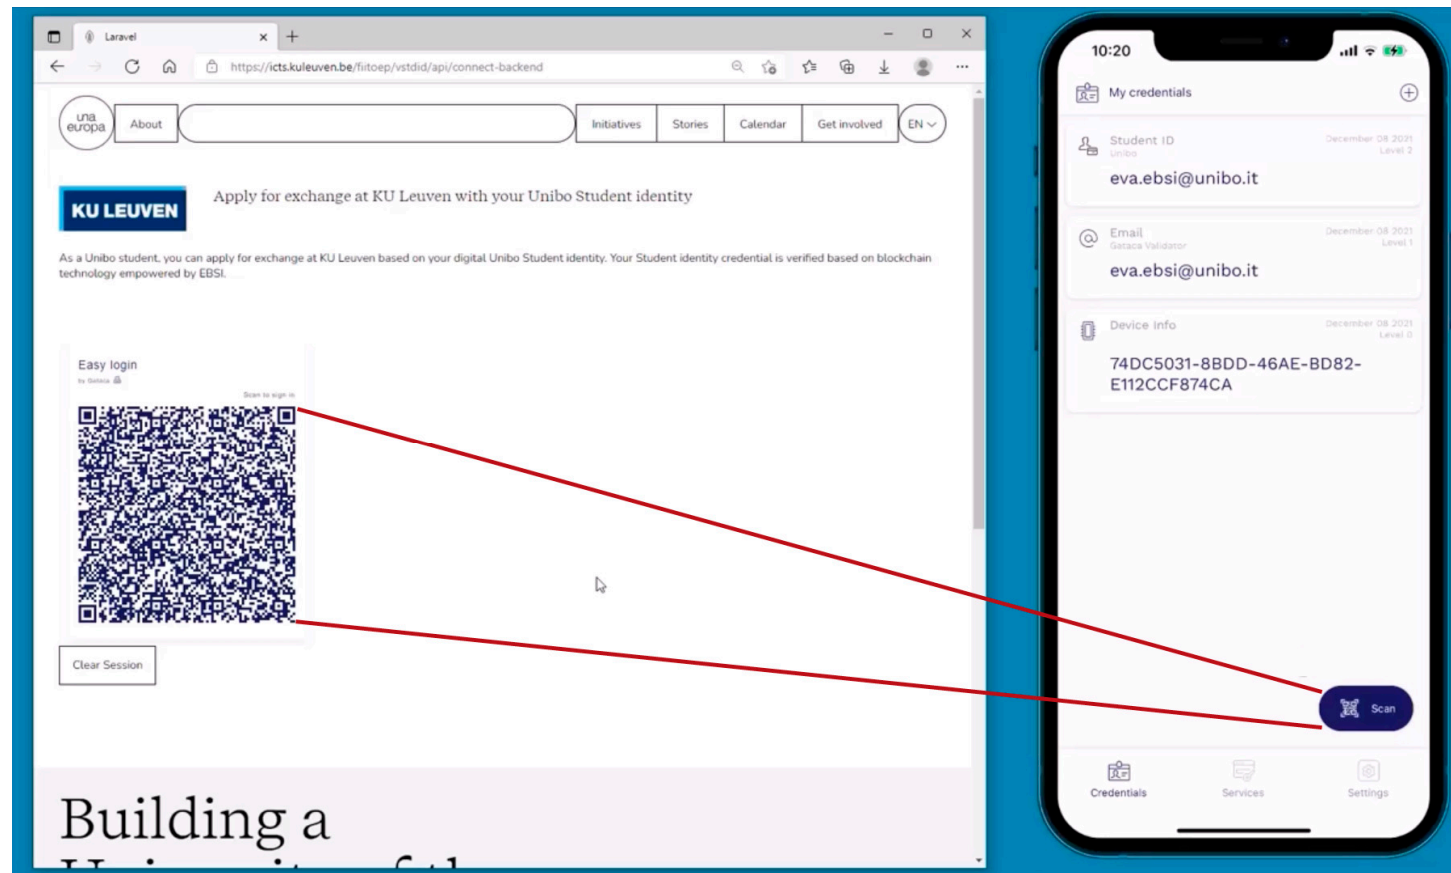 Laravel
https://icts.kuleuven.be/fiitoep/vstdid/api/connect-backend
una
europa
About
Initiatives
Stories
Calendar
Get involved
EN
KU LEUVEN
Apply for exchange at KU Leuven with your Unibo Student identity
As a Unibo student, you can apply for exchange at KU Leuven based on your digital Unibo Student identity. Your Student identity credential is verified based on blockchain
technology empowered by EBSI.
Easy login
by Gataca
Scan to sign in
Clear Session
Building a
10:20
My credentials
Student ID
December 08 2021
Unibo
Level 2
eva.ebsi@unibo.it
Email
December 08 2021
Gataca Validator
Level 1
eva.ebsi@unibo.it
Device Info
December 08 2021
Level 0
74DC5031-8BDD-46AE-BD82-
E112CCF874CA
Scan
Credentials
Services
Settings